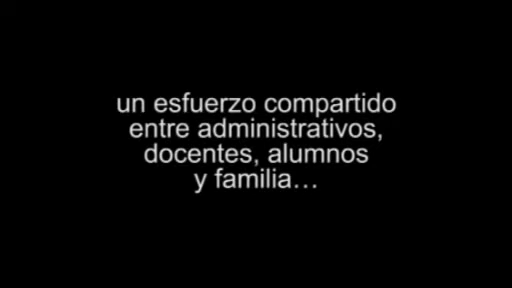 un esfuerzo compartido
entre administrativos,
docentes, alumnos
y familia...